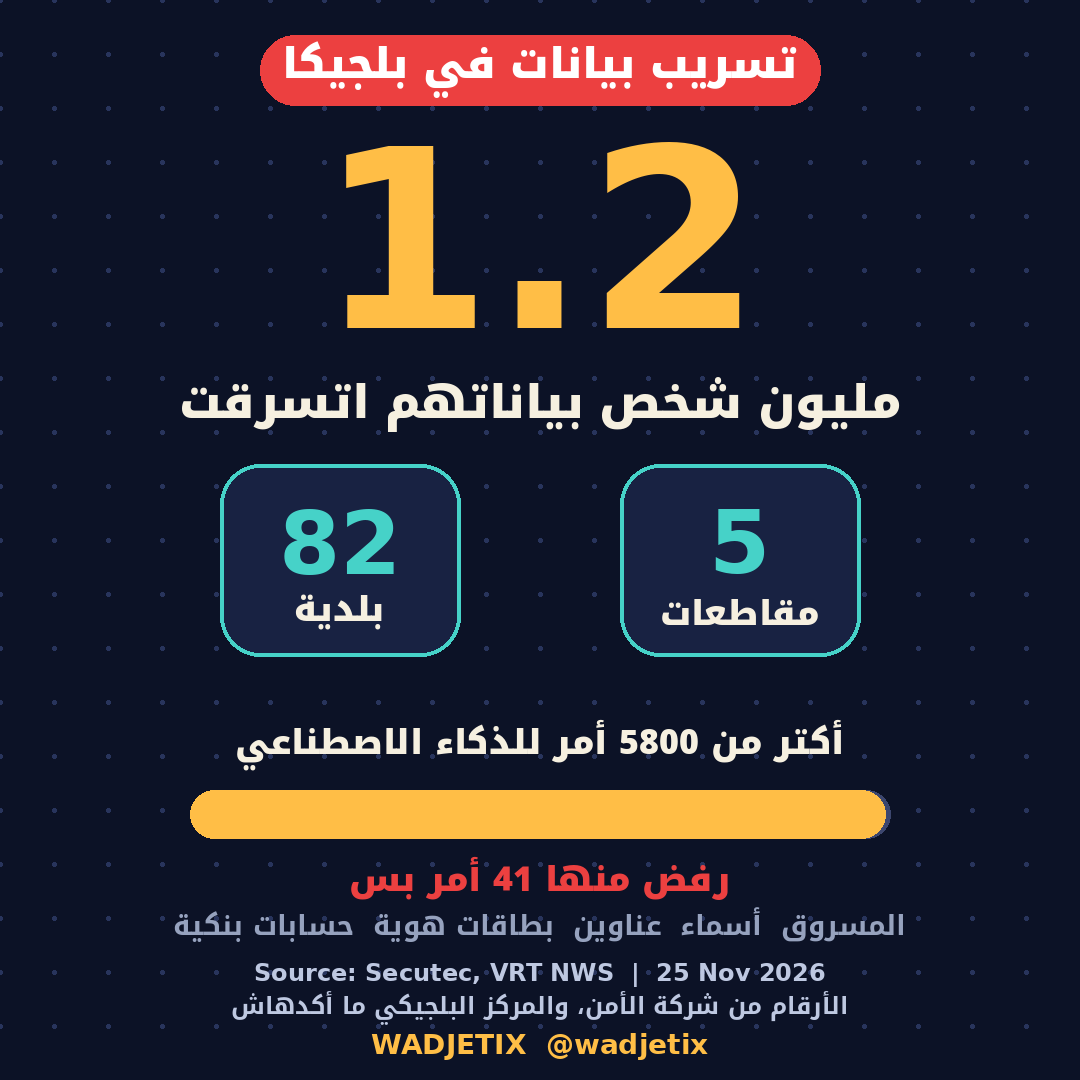 تسريب بيانات في بلجيكا
1.2
مليون شخص بياناتهم اتسرقت
5
مقاطعات
82
بلدية
أكتر من 5800 أمر للذكاء الاصطناعي
رفض منها 41 أمر بس
المسروق أسماء عناوين بطاقات هوية حسابات بنكية
Source: Secutec, VRT NWS | 25 Nov 2026
الأرقام من شركة الأمن، والمركز البلجيكي ما أكدهاش
WADJETIX @wadjetix